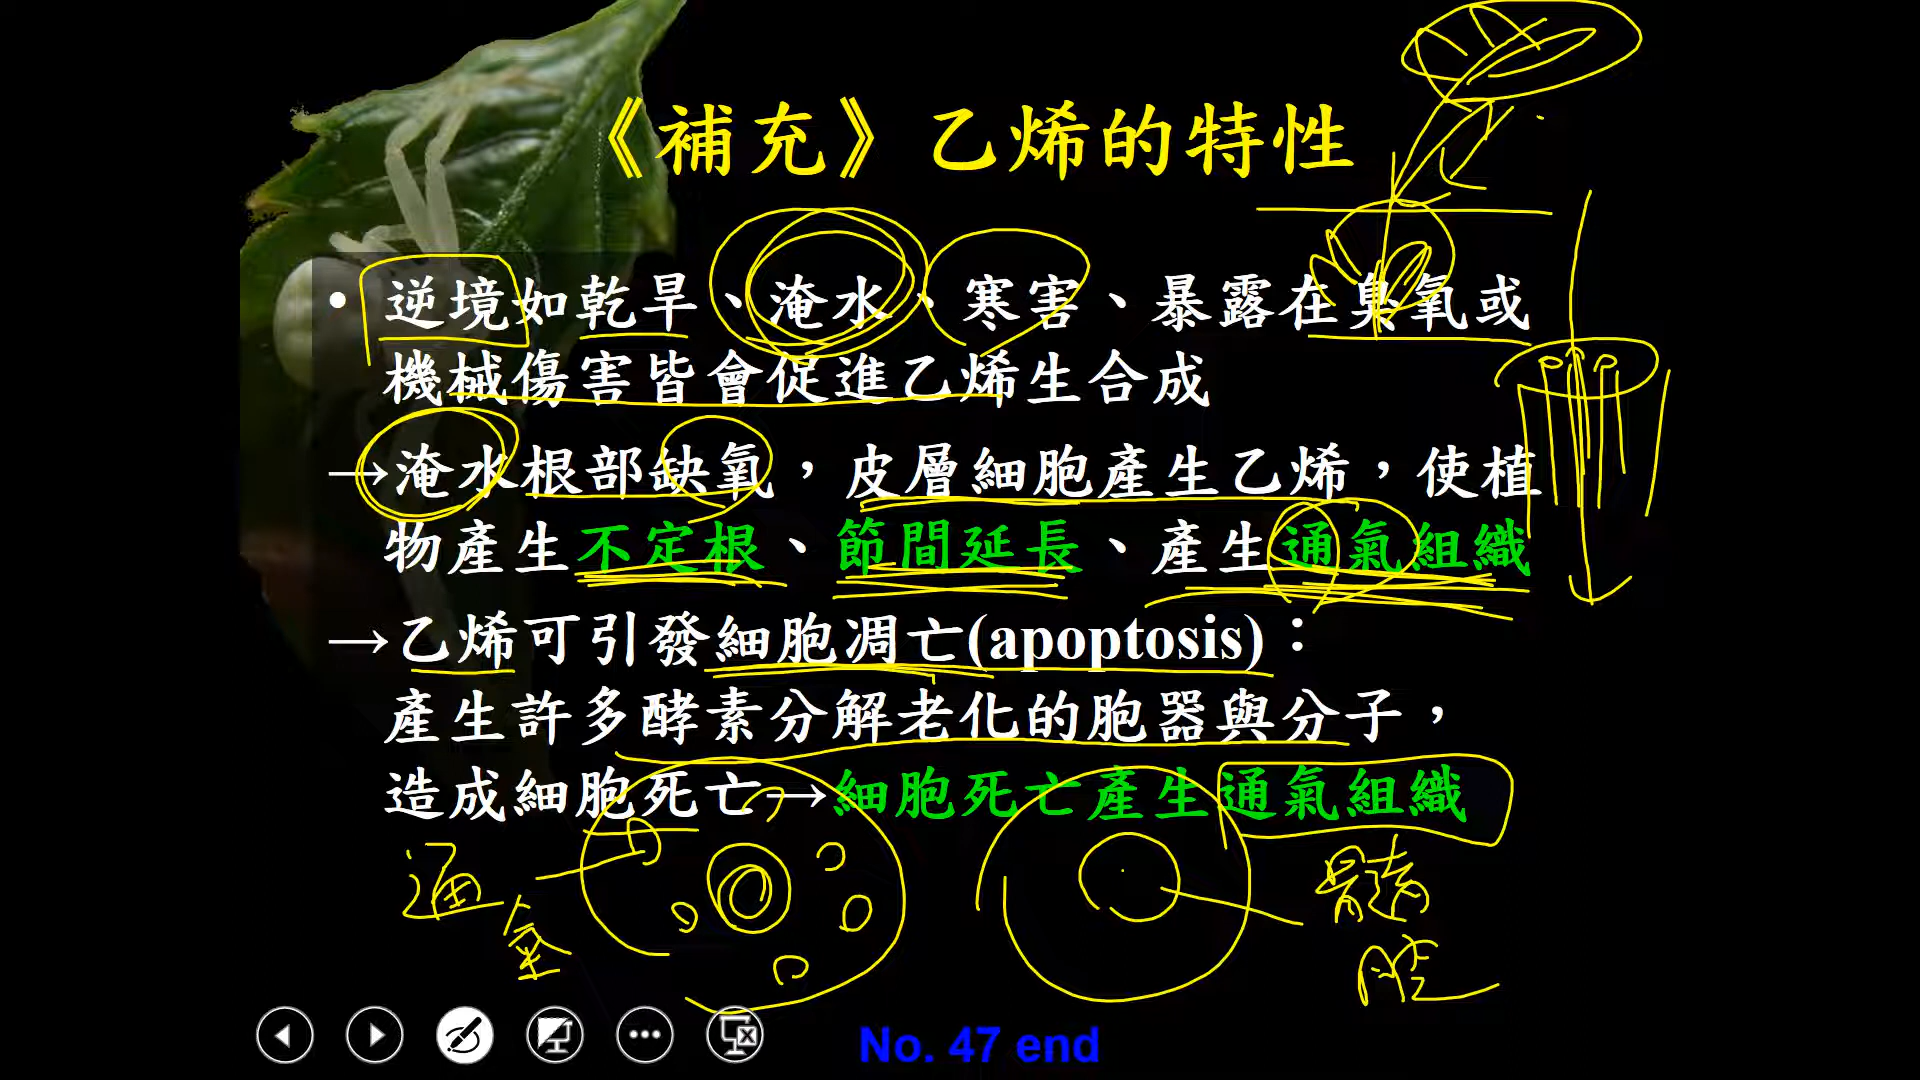 《補充》乙烯的特性
• 逆境如乾旱、淹水、寒害、暴露在臭氧或
機械傷害皆會促進乙烯生合成
→淹水根部缺氧，皮層細胞產生乙烯，使植
物產生不定根、節間延長、產生通氣組織
→乙烯可引發細胞凋亡(apoptosis)：
產生許多酵素分解老化的胞器與分子，
造成細胞死亡→細胞死亡產生通氣組織
通
氣
髓
腔
No. 47 end